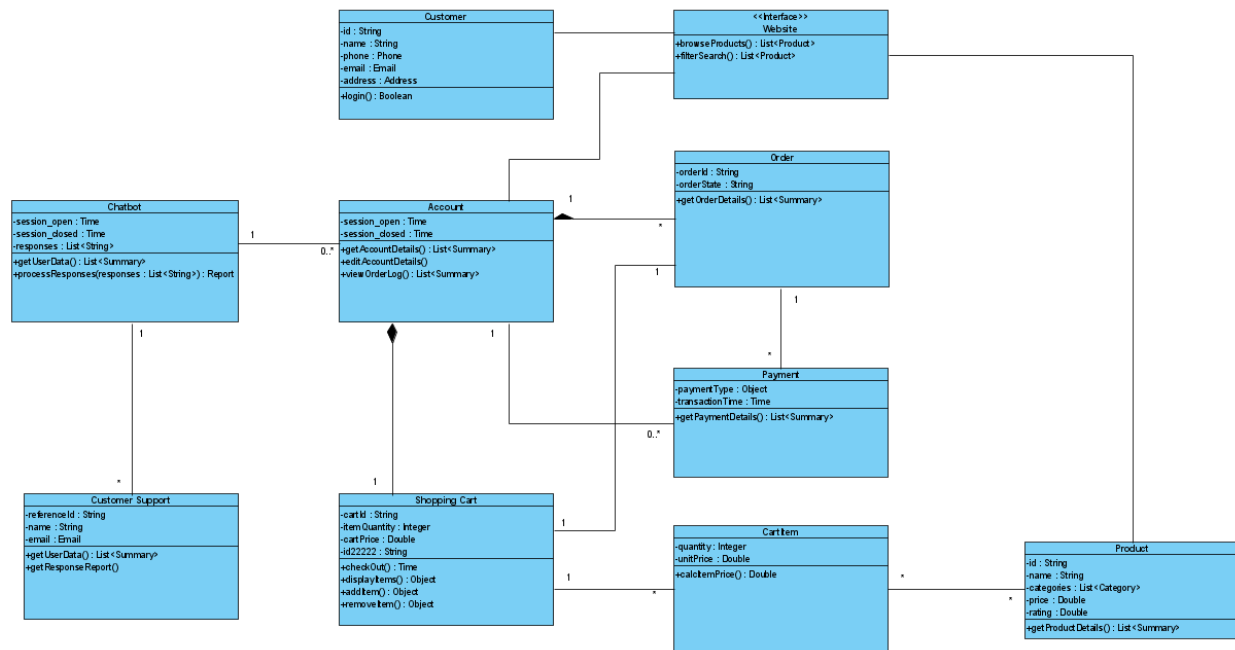 Customer
-id : String
-name : String
-phone : Phone
-email : Email
-address : Address
+login() : Boolean
<<Interface>>
Website
+browseProducts() : List<Product>
+filterSearch() : List<Product>
Order
-orderId : String
-orderState : String
+getOrderDetails() : List<Summary>
Chatbot
-session_open : Time
-session_closed : Time
-responses : List<String>
+getUserData() : List<Summary>
+processResponses(responses : List<String>) : Report
Account
-session_open : Time
-session_closed : Time
+getAccountDetails() : List<Summary>
+editAccountDetails()
+viewOrderLog() : List<Summary>
1
*
1
0..*
1
1
*
1
1
0..*
Payment
-paymentType : Object
-transactionTime : Time
+getPaymentDetails() : List<Summary>
1
*
Customer Support
-referenceId : String
-name : String
-email : Email
+getUserData() : List<Summary>
+getResponseReport()
1
Shopping Cart
-cartId : String
-itemQuantity : Integer
-cartPrice : Double
-id22222 : String
+checkOut() : Time
+displayItems() : Object
+addItem() : Object
+removeItem() : Object
1
1
*
CartItem
-quantity : Integer
-unitPrice : Double
+calcItemPrice() : Double
*
*
Product
-id : String
-name : String
-categories : List<Category>
-price : Double
-rating : Double
+getProductDetails() : List<Summary>